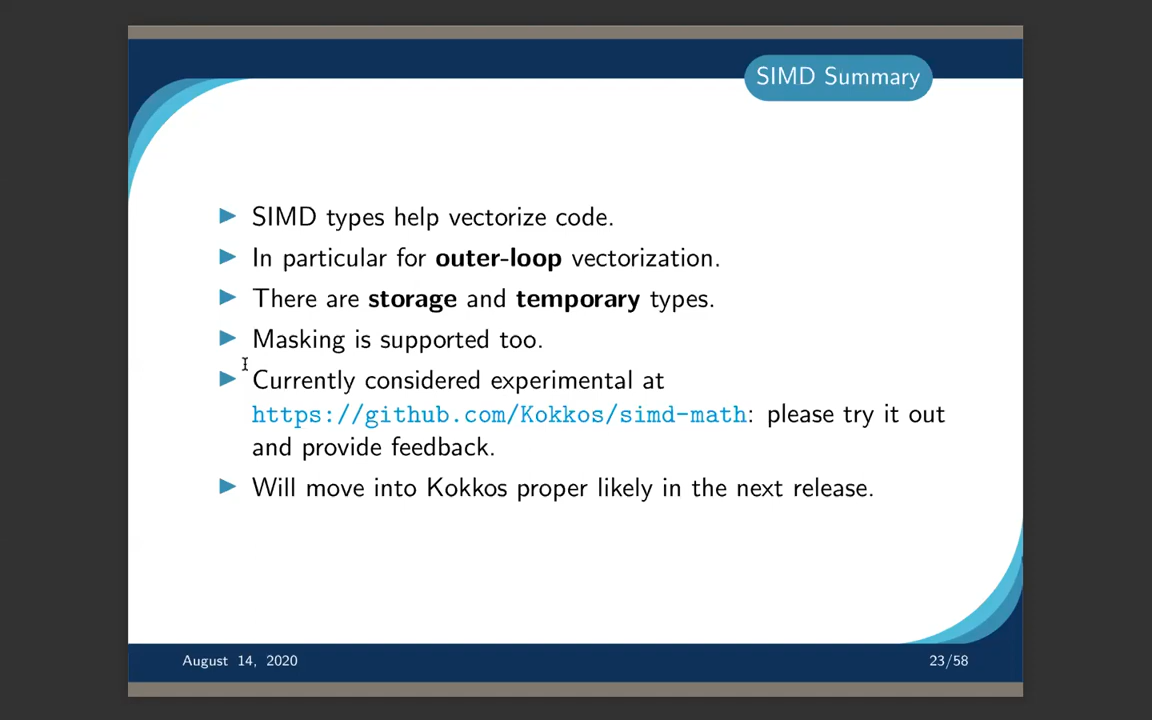 SIMD Summary
▶ SIMD types help vectorize code.
▶ In particular for outer-loop vectorization.
▶ There are storage and temporary types.
▶ Masking is supported too.
▶ Currently considered experimental at
https://github.com/Kokkos/simd-math: please try it out
and provide feedback.
▶ Will move into Kokkos proper likely in the next release.
August 14, 2020
23/58